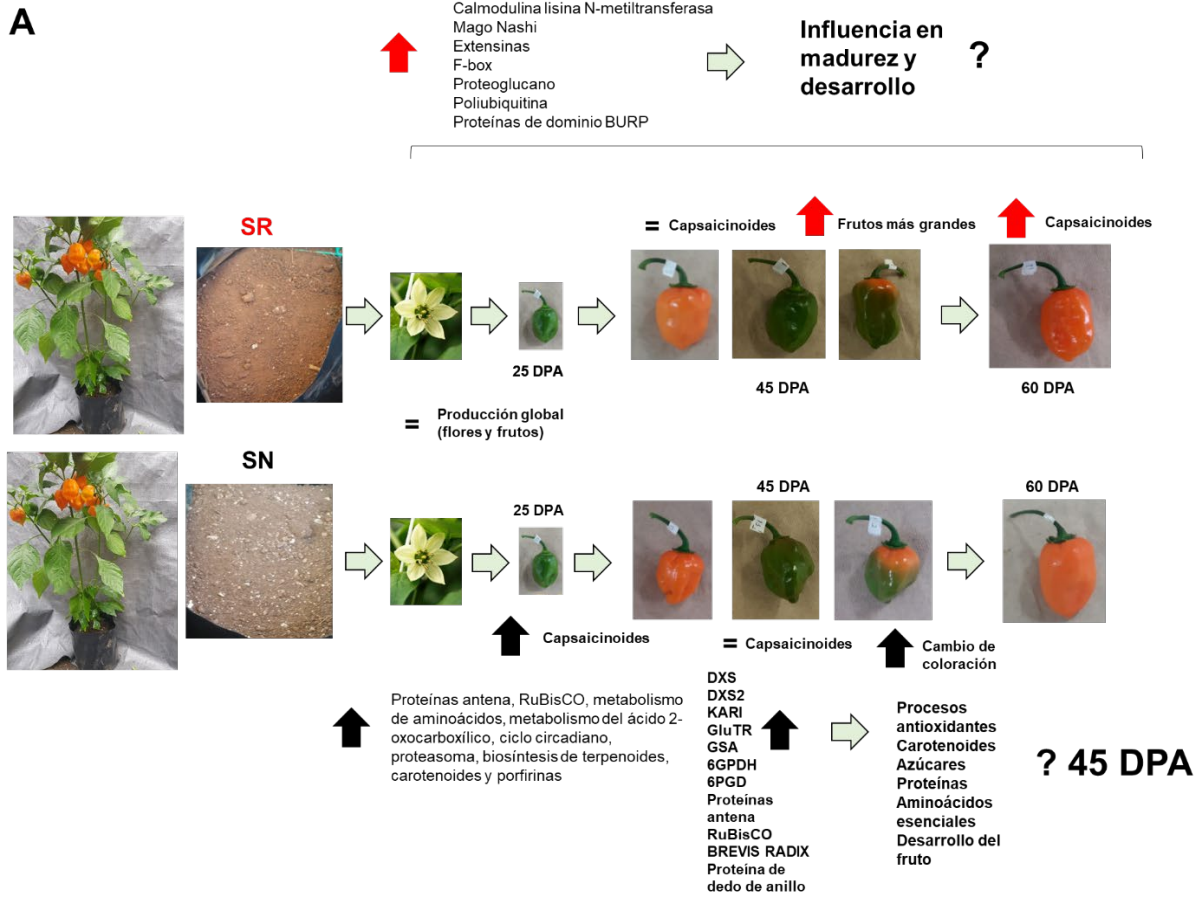 A
Calmodulina lisina N-metiltransferasa
Mago Nashi
Extensinas
F-box
Proteoglucano
Poliubiquitina
Proteínas de dominio BURP
Influencia en
madurez y
desarrollo
?
SR
= Capsaicinoides
Frutos más grandes
Capsaicinoides
25 DPA
45 DPA
60 DPA
= Producción global
(flores y frutos)
SN
25 DPA
45 DPA
60 DPA
Capsaicinoides
= Capsaicinoides
Cambio de
coloración
Proteínas antena, RuBisCO, metabolismo
de aminoácidos, metabolismo del ácido 2-
oxocarboxílico, ciclo circadiano,
proteasoma, biosíntesis de terpenoides,
carotenoides y porfirinas
DXS
DXS2
KARI
GluTR
GSA
6GPDH
6PGD
Proteínas
antena
RuBisCO
BREVIS RADIX
Proteína de
dedo de anillo
Procesos
antioxidantes
Carotenoides
Azúcares
Proteínas
Aminoácidos
esenciales
Desarrollo del
fruto
? 45 DPA